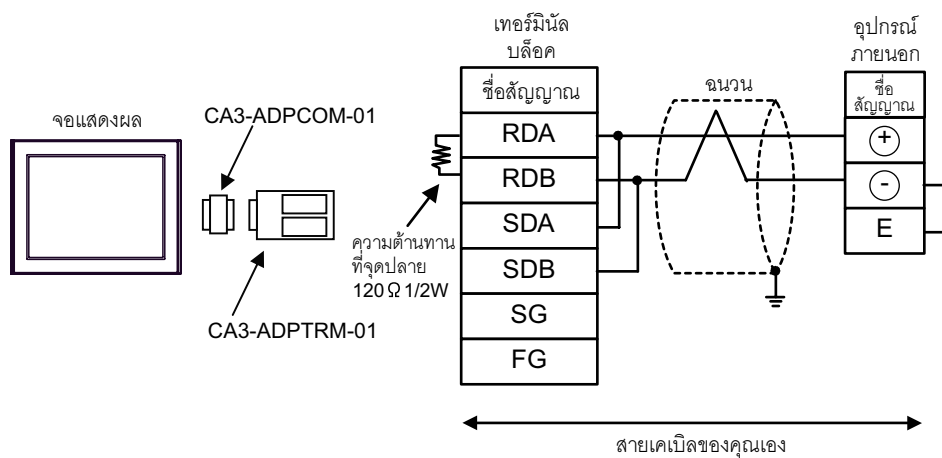 จอแสดงผล
CA3-ADPCOM-01
CA3-ADPTRM-01
ความต้านทาน
ที่จุดปลาย
120Ω 1/2W
เทอร์มินัล
บล็อค
ชื่อสัญญาณ
RDA
RDB
SDA
SDB
SG
FG
ฉนวน
อุปกรณ์
ภายนอก
ชื่อ
สัญญาณ
+
-
E
สายเคเบิลของคุณเอง